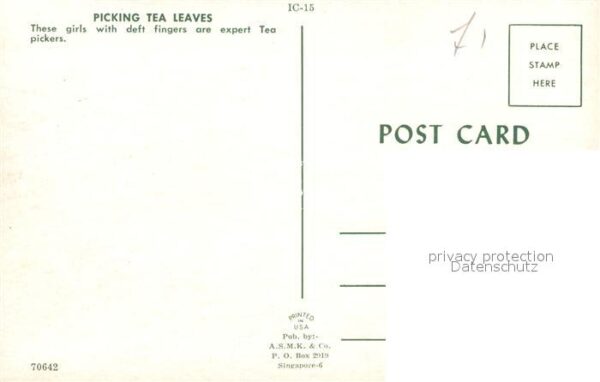 IC-15
PICKING TEA LEAVES
These girls with deft fingers are expert Tea
pickers.
PLACE
STAMP
HERE
POST CARD
privacy protection
Datenschutz
PRINTED
IN
USA
Pub. by:-
A.S.M.K. & Co.
P. O. Box 2019
Singapore-6
70642